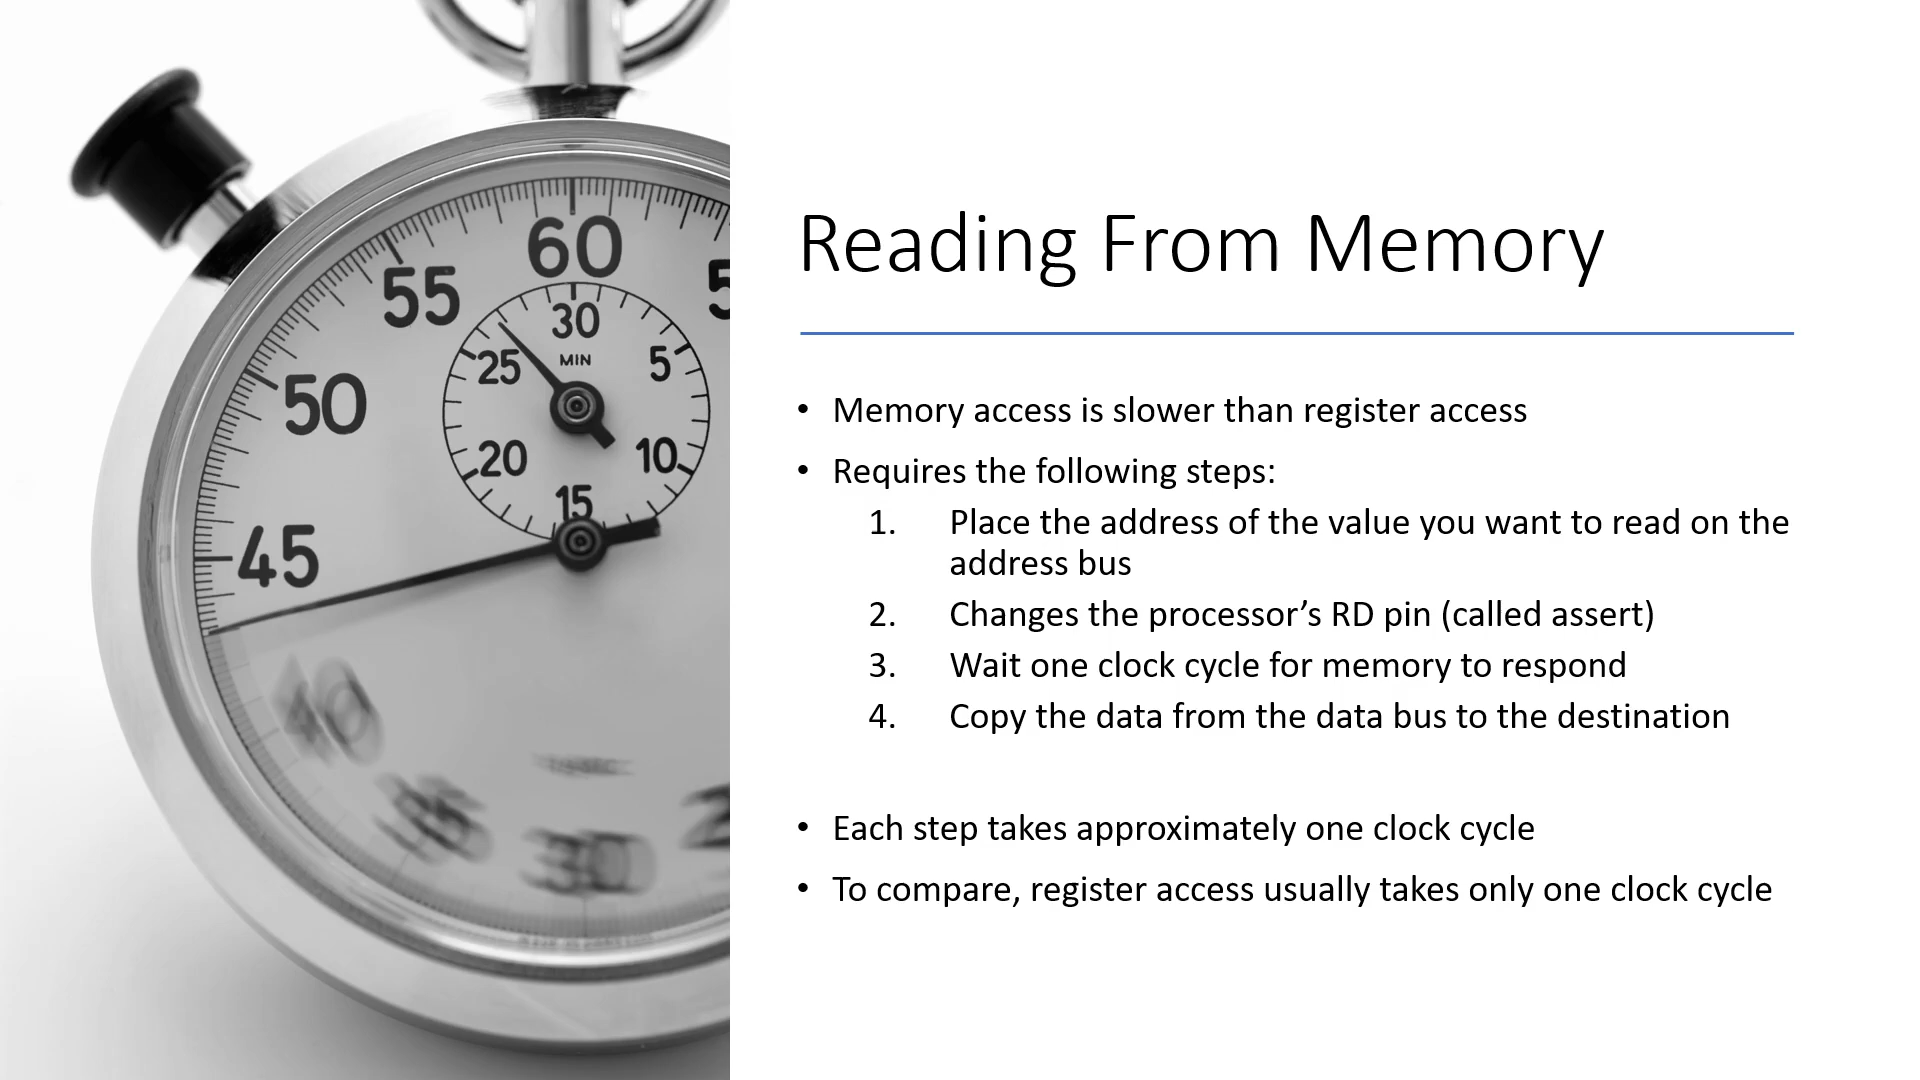 Reading From Memory
• Memory access is slower than register access
• Requires the following steps:
1. Place the address of the value you want to read on the
address bus
2. Changes the processor’s RD pin (called assert)
3. Wait one clock cycle for memory to respond
4. Copy the data from the data bus to the destination
• Each step takes approximately one clock cycle
• To compare, register access usually takes only one clock cycle
60
55
5
50
45
40
35
30
30
MIN
25
5
20
10
15